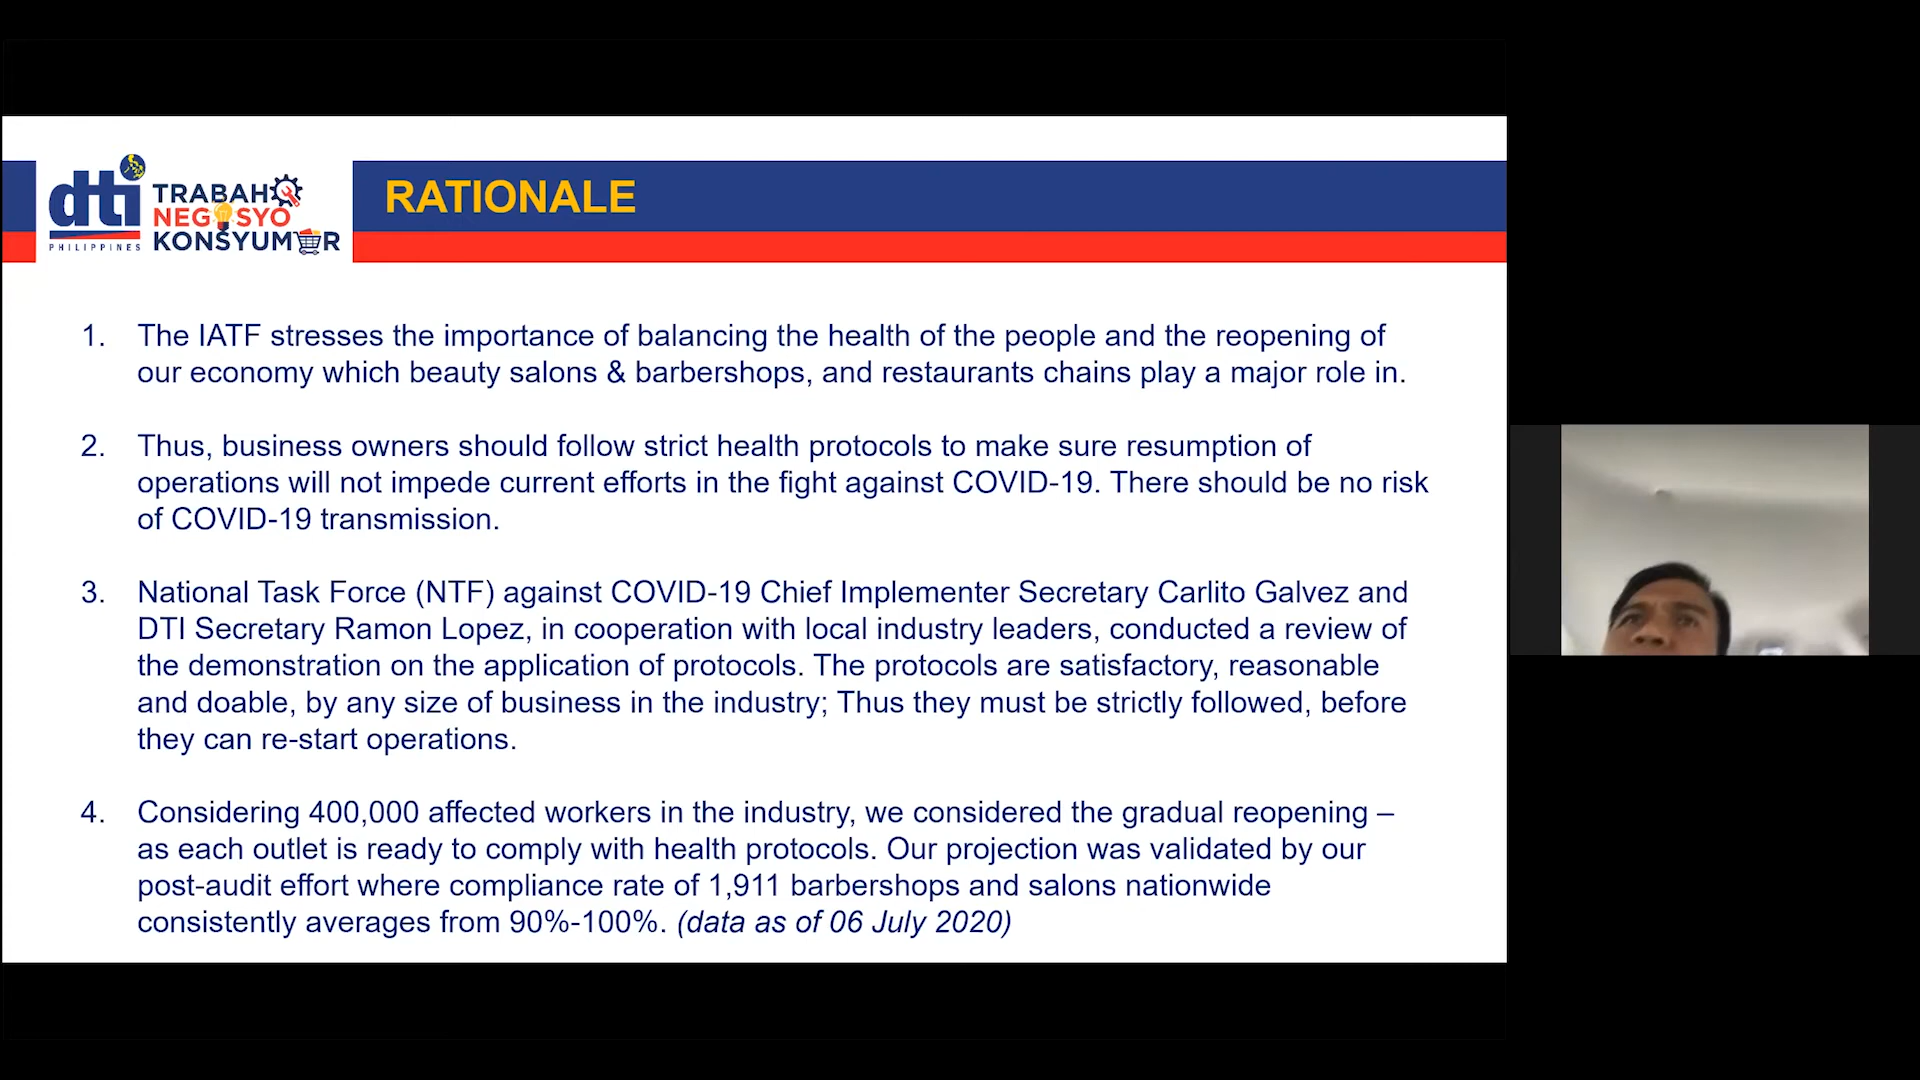 dti
PHILIPPINES
TRABAHO
NEGOSYO
KONSYUMER
RATIONALE
1. The IATF stresses the importance of balancing the health of the people and the reopening of
our economy which beauty salons & barbershops, and restaurants chains play a major role in.
2. Thus, business owners should follow strict health protocols to make sure resumption of
operations will not impede current efforts in the fight against COVID-19. There should be no risk
of COVID-19 transmission.
3. National Task Force (NTF) against COVID-19 Chief Implementer Secretary Carlito Galvez and
DTI Secretary Ramon Lopez, in cooperation with local industry leaders, conducted a review of
the demonstration on the application of protocols. The protocols are satisfactory, reasonable
and doable, by any size of business in the industry; Thus they must be strictly followed, before
they can re-start operations.
4. Considering 400,000 affected workers in the industry, we considered the gradual reopening –
as each outlet is ready to comply with health protocols. Our projection was validated by our
post-audit effort where compliance rate of 1,911 barbershops and salons nationwide
consistently averages from 90%-100%. (data as of 06 July 2020)